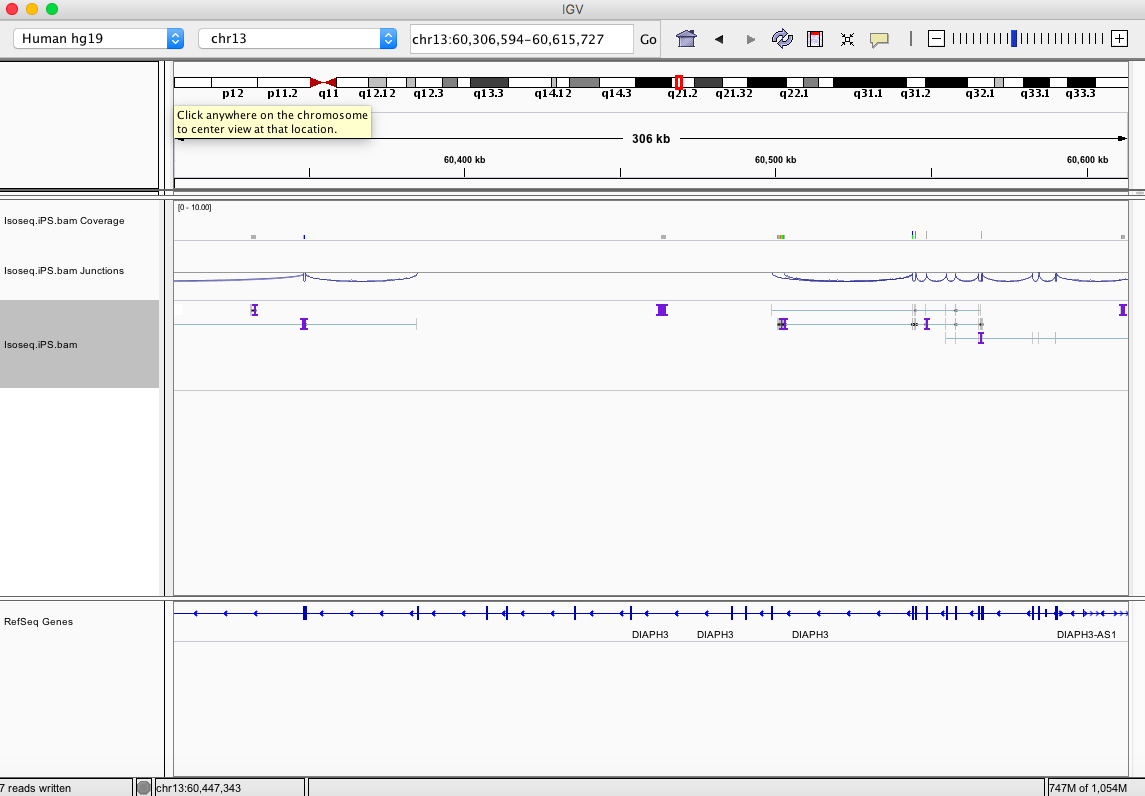 IGV
Human hg19 chr13 chr13:60,306,594-60,615,727 Go
p12 p11.2 q11 q12.12 q12.3 q13.3 q14.12 q14.3 q21.2 q21.32 q22.1 q31.1 q31.2 q32.1 q33.1 q33.3
Click anywhere on the chromosome
to center view at that location.
306 kb
60,400 kb 60,500 kb 60,600 kb
[0 - 10.00]
Isoseq.iPS.bam Coverage
Isoseq.iPS.bam Junctions
Isoseq.iPS.bam
RefSeq Genes
DIAPH3 DIAPH3 DIAPH3 DIAPH3-AS1
7 reads written chr13:60,447,343 747M of 1,054M